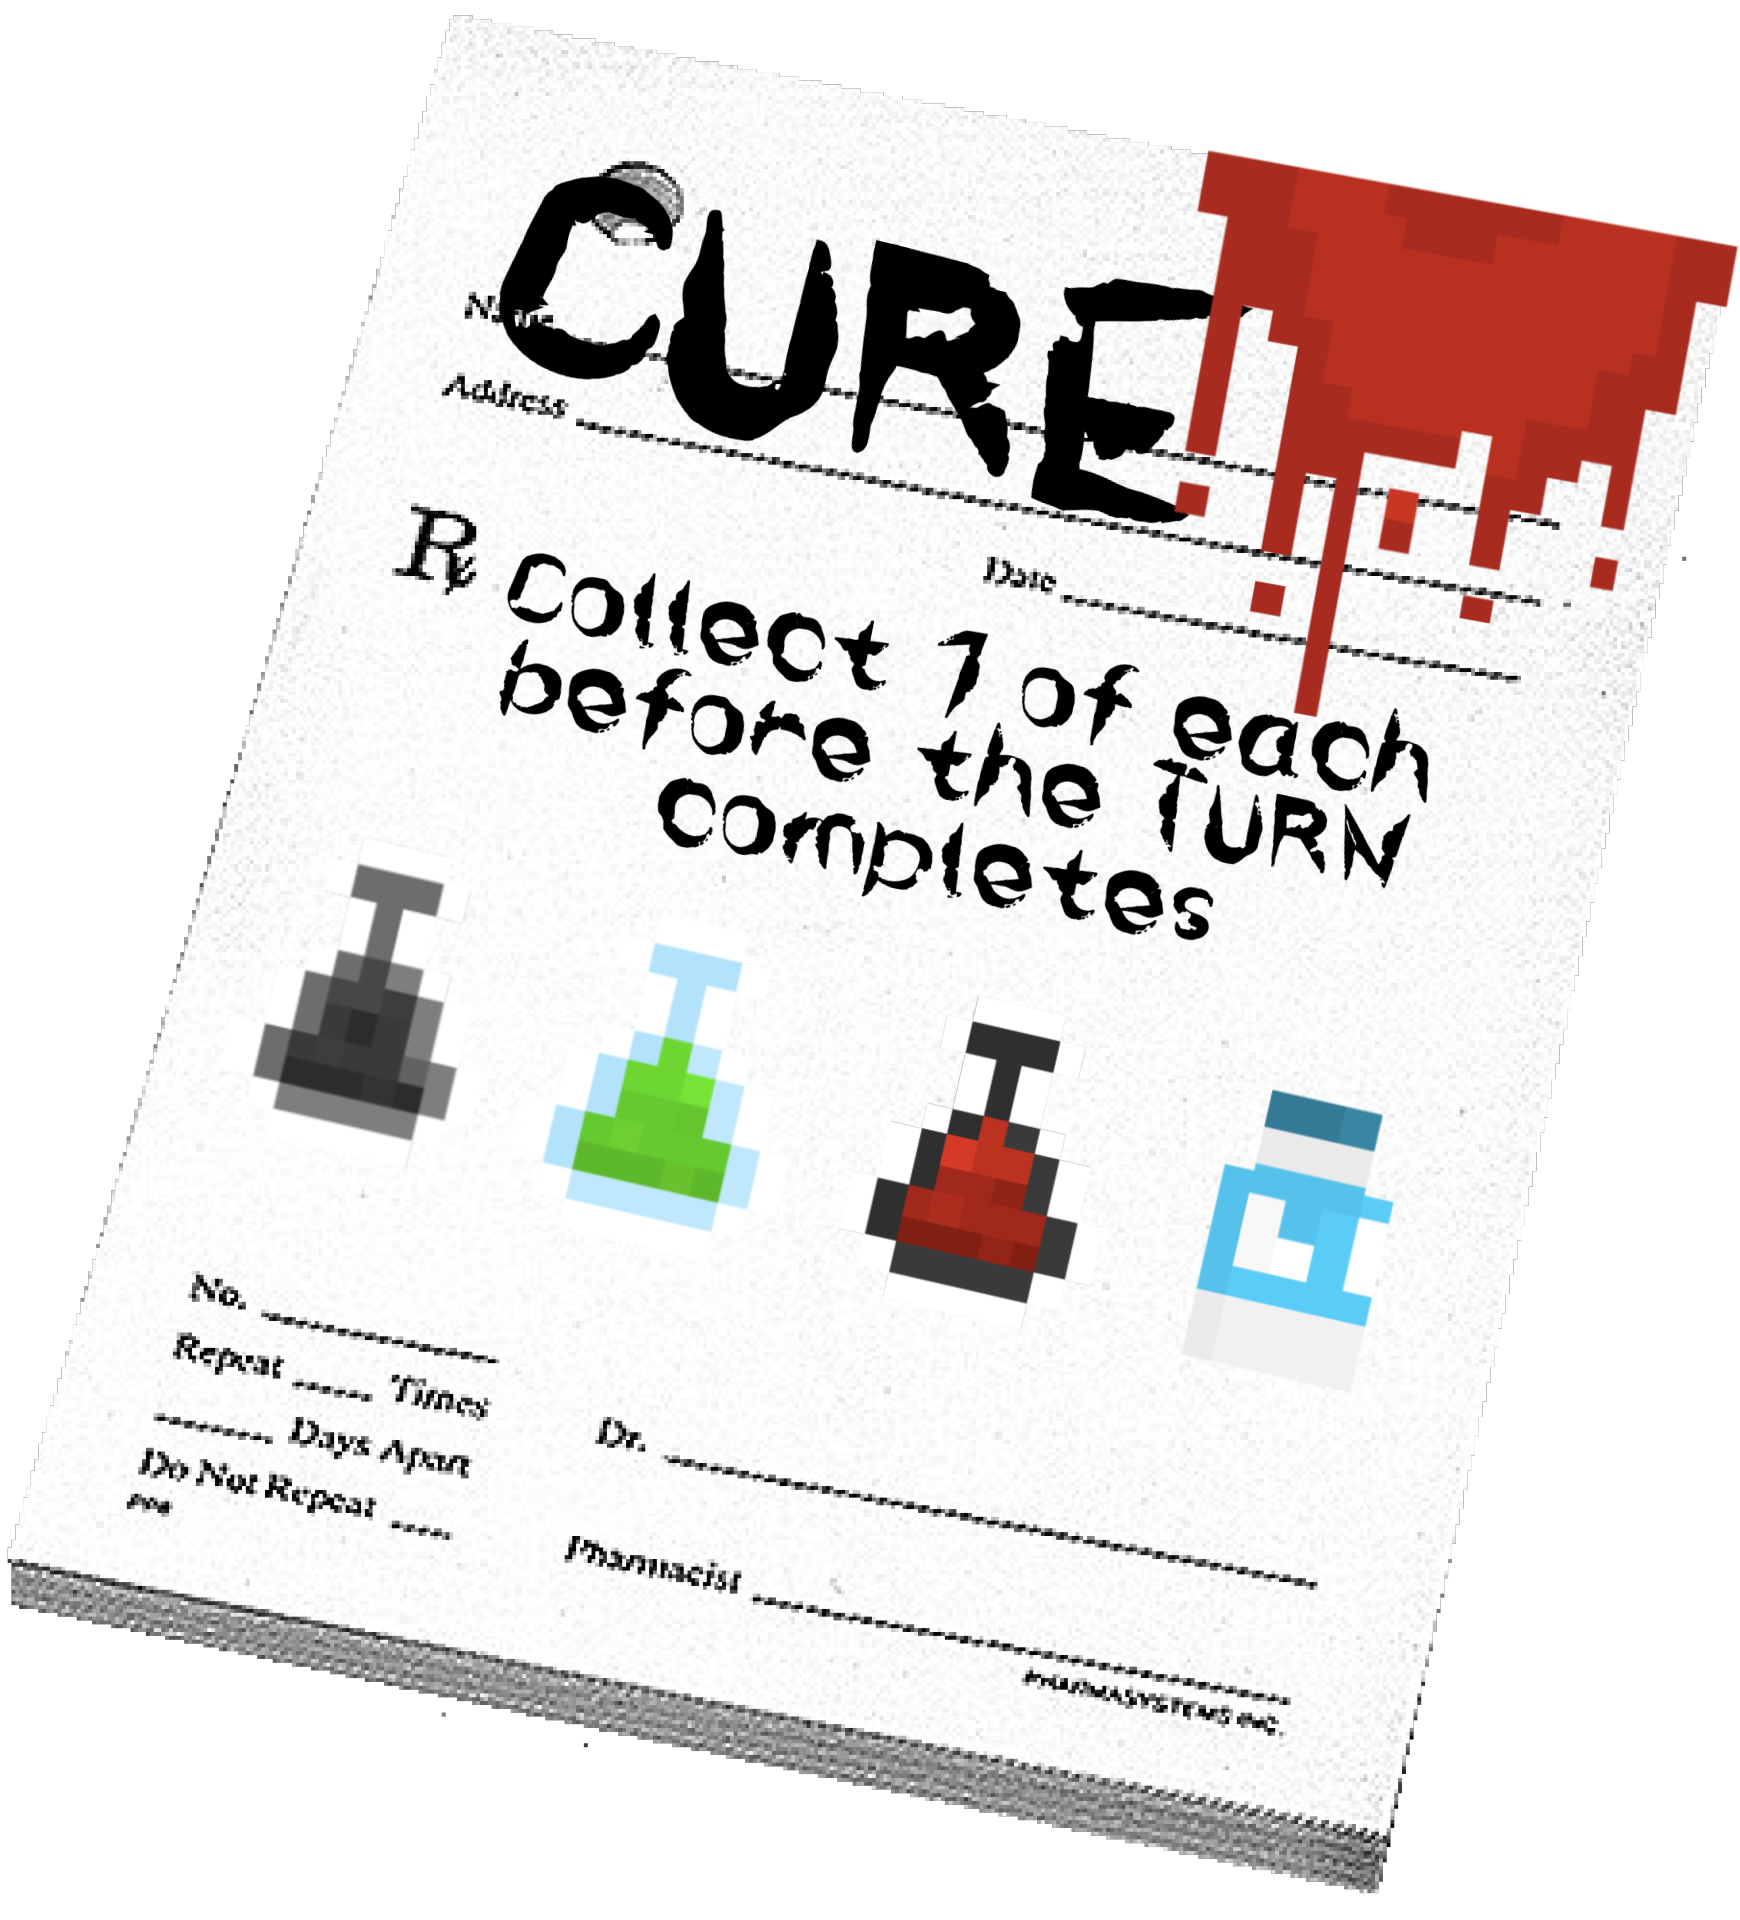 CURE
Name
Address
Date
℞ Collect 1 of each
before the TURN
completes
No.
Repeat Times
Days Apart
Do Not Repeat
Dr.
Pharmacist
PHARMASYSTEMS INC.